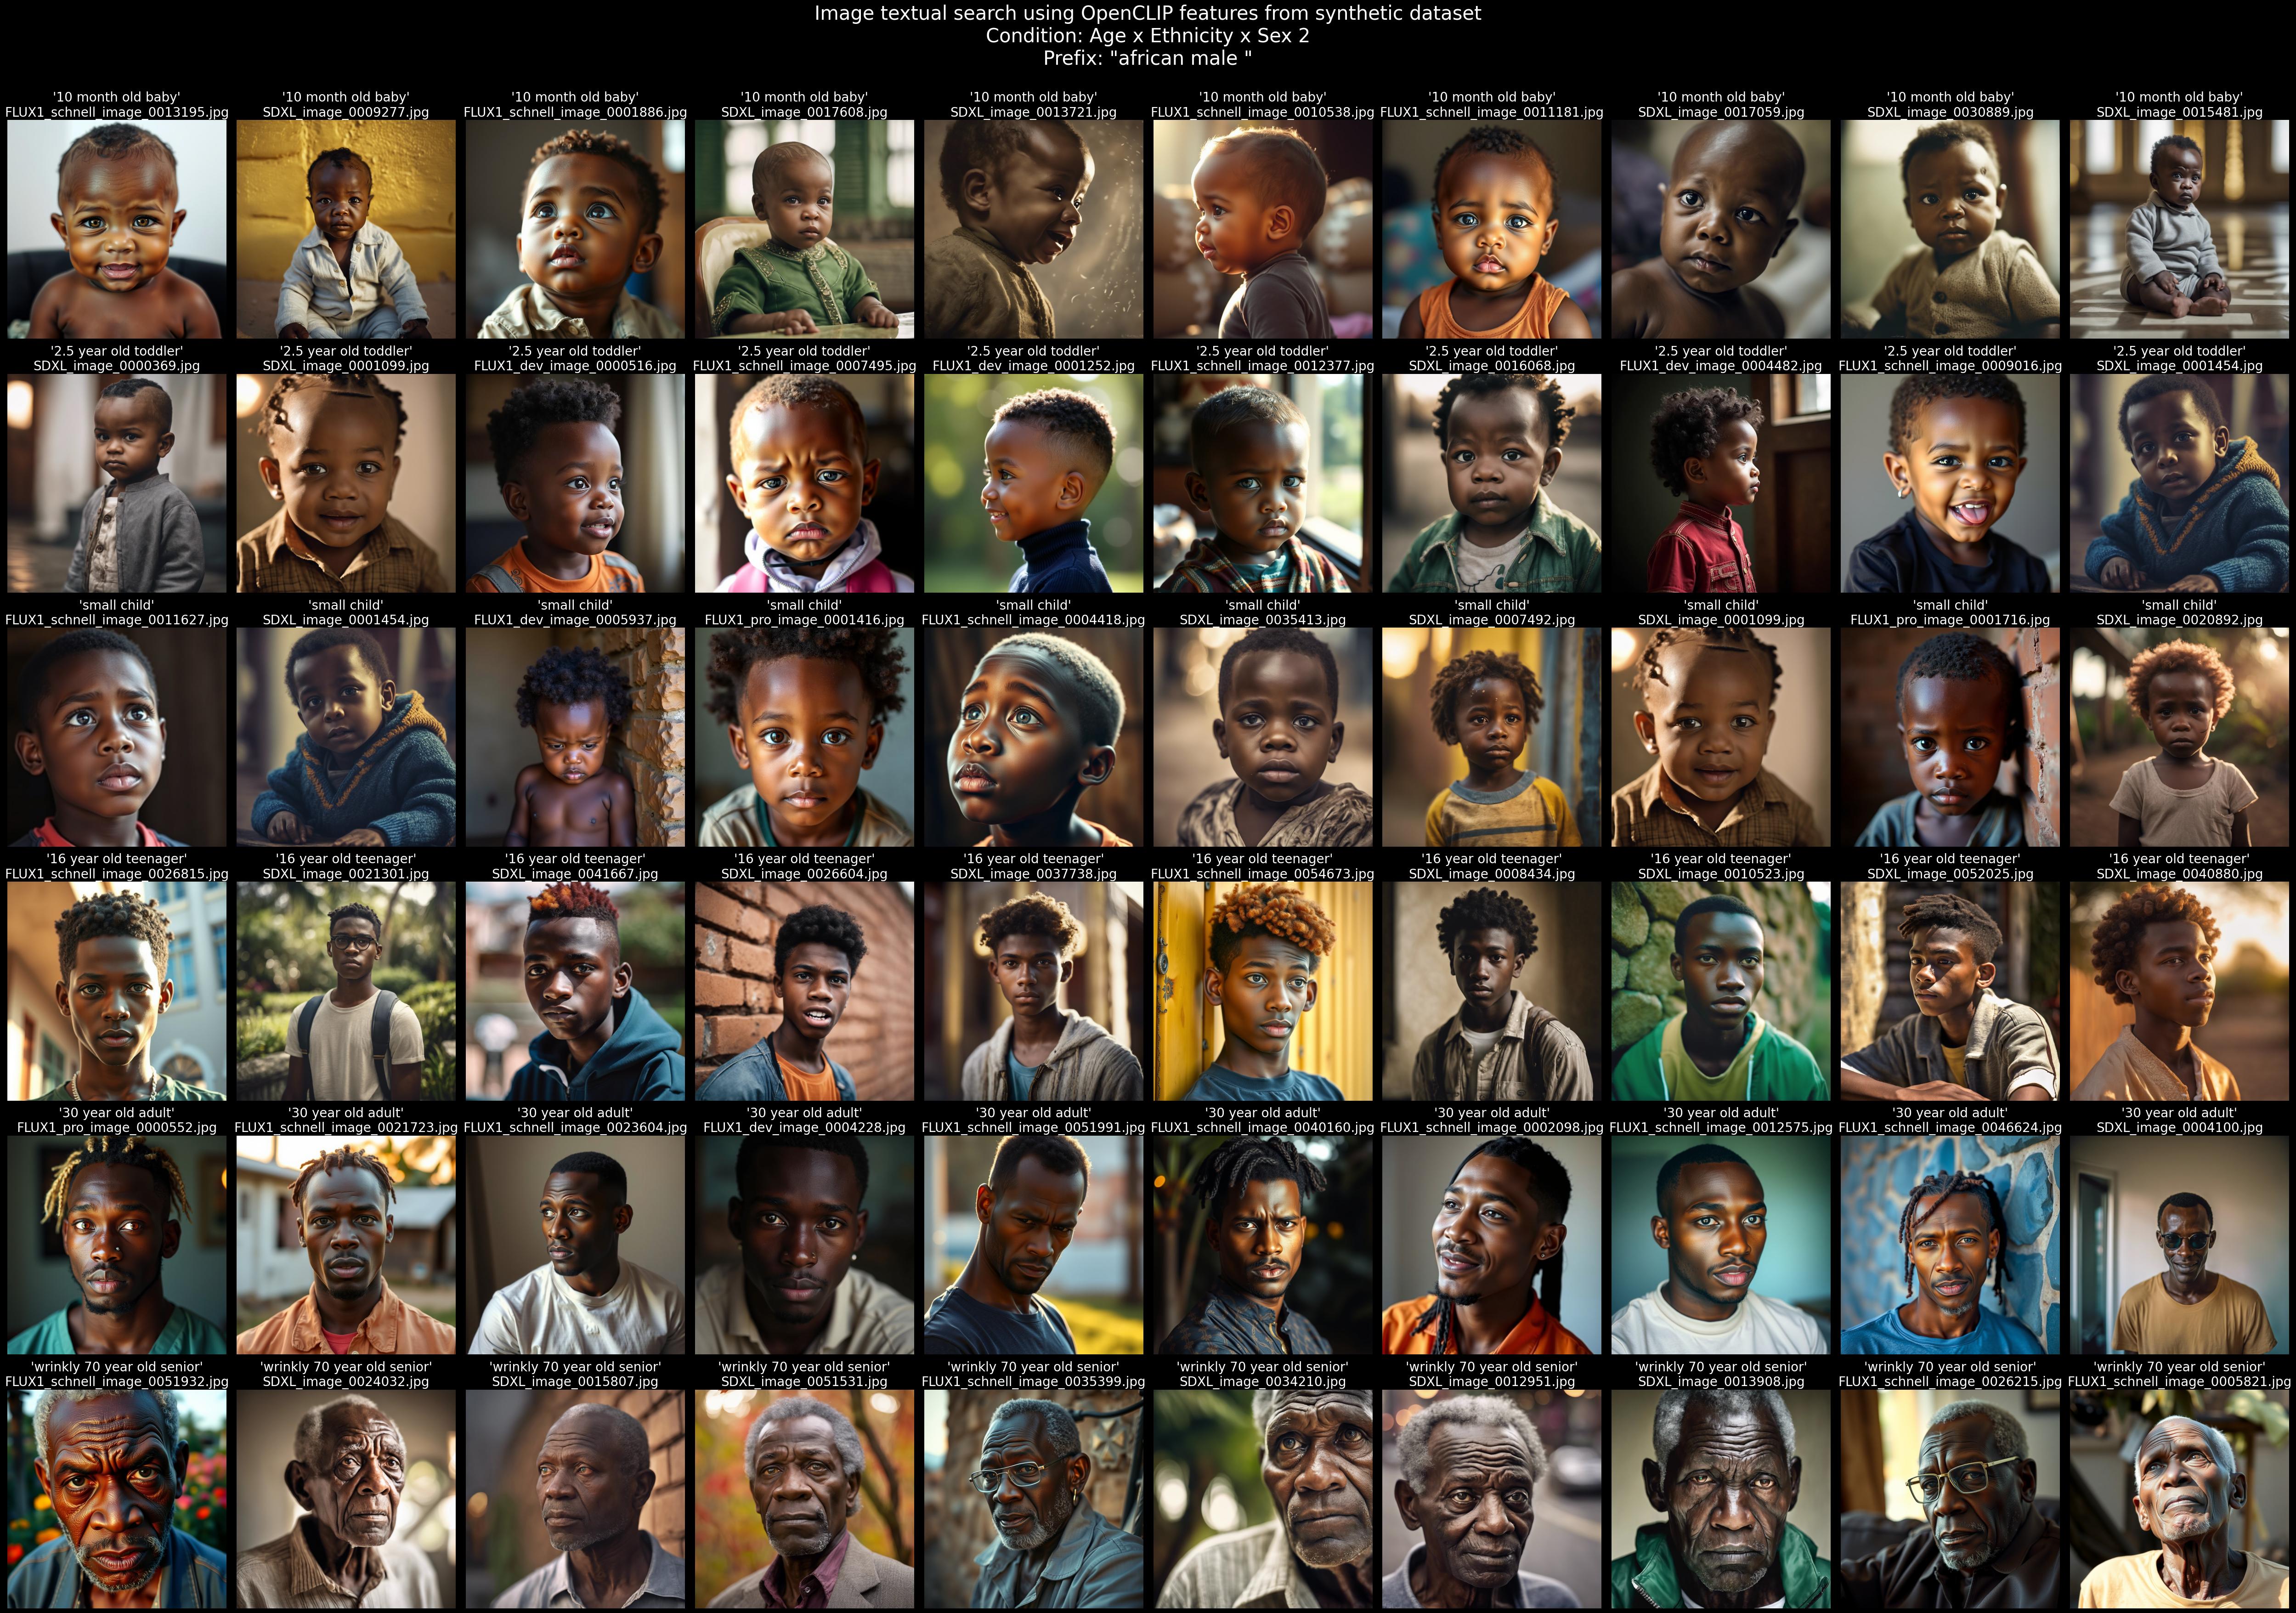 Image textual search using OpenCLIP features from synthetic dataset
Condition: Age x Ethnicity x Sex 2
Prefix: "african male "
'10 month old baby' '10 month old baby' '10 month old baby' '10 month old baby' '10 month old baby' '10 month old baby' '10 month old baby' '10 month old baby' '10 month old baby' '10 month old baby'
FLUX1_schnell_image_0013195.jpg SDXL_image_0009277.jpg FLUX1_schnell_image_0001886.jpg SDXL_image_0017608.jpg SDXL_image_0013721.jpg FLUX1_schnell_image_0010538.jpg FLUX1_schnell_image_0011181.jpg SDXL_image_0017059.jpg SDXL_image_0030889.jpg SDXL_image_0015481.jpg
'2.5 year old toddler' '2.5 year old toddler' '2.5 year old toddler' '2.5 year old toddler' '2.5 year old toddler' '2.5 year old toddler' '2.5 year old toddler' '2.5 year old toddler' '2.5 year old toddler' '2.5 year old toddler'
SDXL_image_0000369.jpg SDXL_image_0001099.jpg FLUX1_dev_image_0000516.jpg FLUX1_schnell_image_0007495.jpg FLUX1_dev_image_0001252.jpg FLUX1_schnell_image_0012377.jpg SDXL_image_0016068.jpg FLUX1_dev_image_0004482.jpg FLUX1_schnell_image_0009016.jpg SDXL_image_0001454.jpg
'small child' 'small child' 'small child' 'small child' 'small child' 'small child' 'small child' 'small child' 'small child' 'small child'
FLUX1_schnell_image_0011627.jpg SDXL_image_0001454.jpg FLUX1_dev_image_0005937.jpg FLUX1_pro_image_0001416.jpg FLUX1_schnell_image_0004418.jpg SDXL_image_0035413.jpg SDXL_image_0007492.jpg SDXL_image_0001099.jpg FLUX1_pro_image_0001716.jpg SDXL_image_0020892.jpg
'16 year old teenager' '16 year old teenager' '16 year old teenager' '16 year old teenager' '16 year old teenager' '16 year old teenager' '16 year old teenager' '16 year old teenager' '16 year old teenager' '16 year old teenager'
FLUX1_schnell_image_0026815.jpg SDXL_image_0021301.jpg SDXL_image_0041667.jpg SDXL_image_0026604.jpg SDXL_image_0037738.jpg FLUX1_schnell_image_0054673.jpg SDXL_image_0008434.jpg SDXL_image_0010523.jpg SDXL_image_0052025.jpg SDXL_image_0040880.jpg
'30 year old adult' '30 year old adult' '30 year old adult' '30 year old adult' '30 year old adult' '30 year old adult' '30 year old adult' '30 year old adult' '30 year old adult' '30 year old adult'
FLUX1_pro_image_0000552.jpg FLUX1_schnell_image_0021723.jpg FLUX1_schnell_image_0023604.jpg FLUX1_dev_image_0004228.jpg FLUX1_schnell_image_0051991.jpg FLUX1_schnell_image_0040160.jpg FLUX1_schnell_image_0002098.jpg FLUX1_schnell_image_0012575.jpg FLUX1_schnell_image_0046624.jpg SDXL_image_0004100.jpg
'wrinkly 70 year old senior' 'wrinkly 70 year old senior' 'wrinkly 70 year old senior' 'wrinkly 70 year old senior' 'wrinkly 70 year old senior' 'wrinkly 70 year old senior' 'wrinkly 70 year old senior' 'wrinkly 70 year old senior' 'wrinkly 70 year old senior' 'wrinkly 70 year old senior'
FLUX1_schnell_image_0051932.jpg SDXL_image_0024032.jpg SDXL_image_0015807.jpg SDXL_image_0051531.jpg FLUX1_schnell_image_0035399.jpg SDXL_image_0034210.jpg SDXL_image_0012951.jpg SDXL_image_0013908.jpg FLUX1_schnell_image_0026215.jpg FLUX1_schnell_image_0005821.jpg